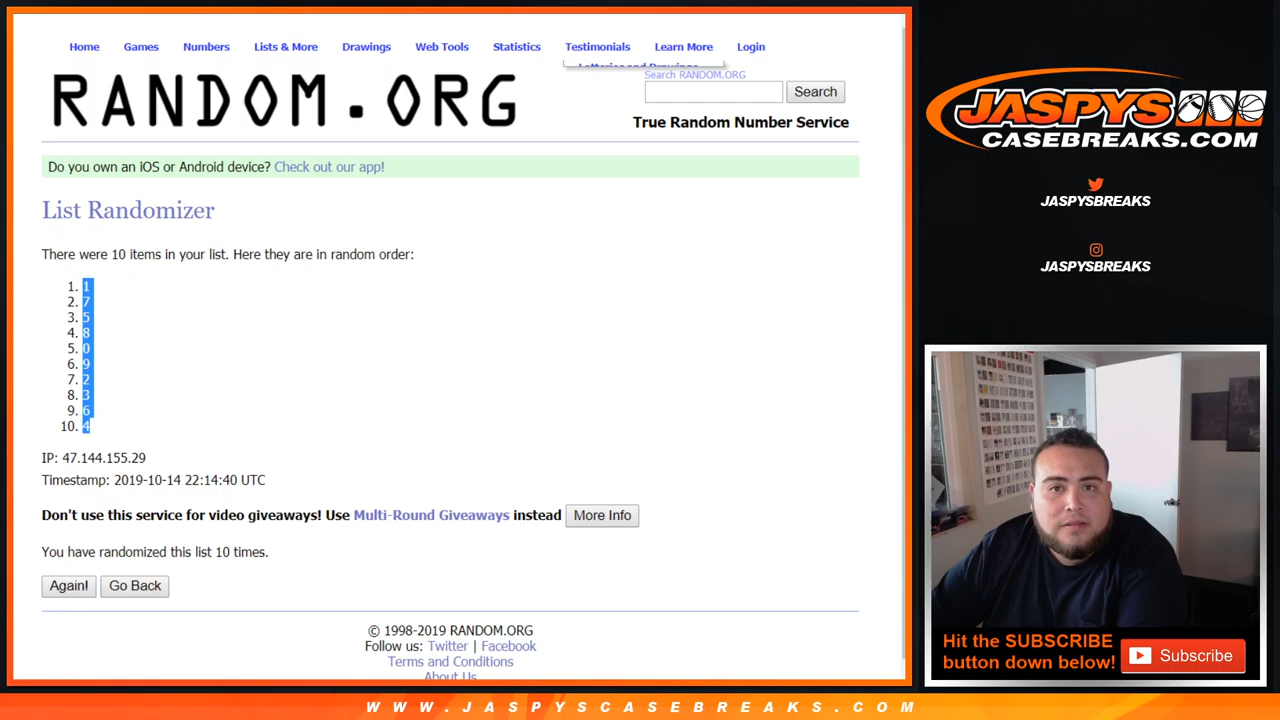 Home Games Numbers Lists & More Drawings Web Tools Statistics Testimonials Learn More Login
Search RANDOM.ORG
RANDOM.ORG
Search
True Random Number Service
Do you own an iOS or Android device? Check out our app!
List Randomizer
There were 10 items in your list. Here they are in random order:
1. 1
2. 7
3. 5
4. 8
5. 0
6. 9
7. 2
8. 3
9. 6
10. 4
IP: 47.144.155.29
Timestamp: 2019-10-14 22:14:40 UTC
Don't use this service for video giveaways! Use Multi-Round Giveaways instead More Info
You have randomized this list 10 times.
Again! Go Back
© 1998-2019 RANDOM.ORG
Follow us: Twitter | Facebook
Terms and Conditions
About Us
JASPYS
CASEBREAKS.COM
JASPYSBREAKS
JASPYSBREAKS
Hit the SUBSCRIBE
button down below!
Subscribe
WWW.JASPYSCASEBREAKS.COM